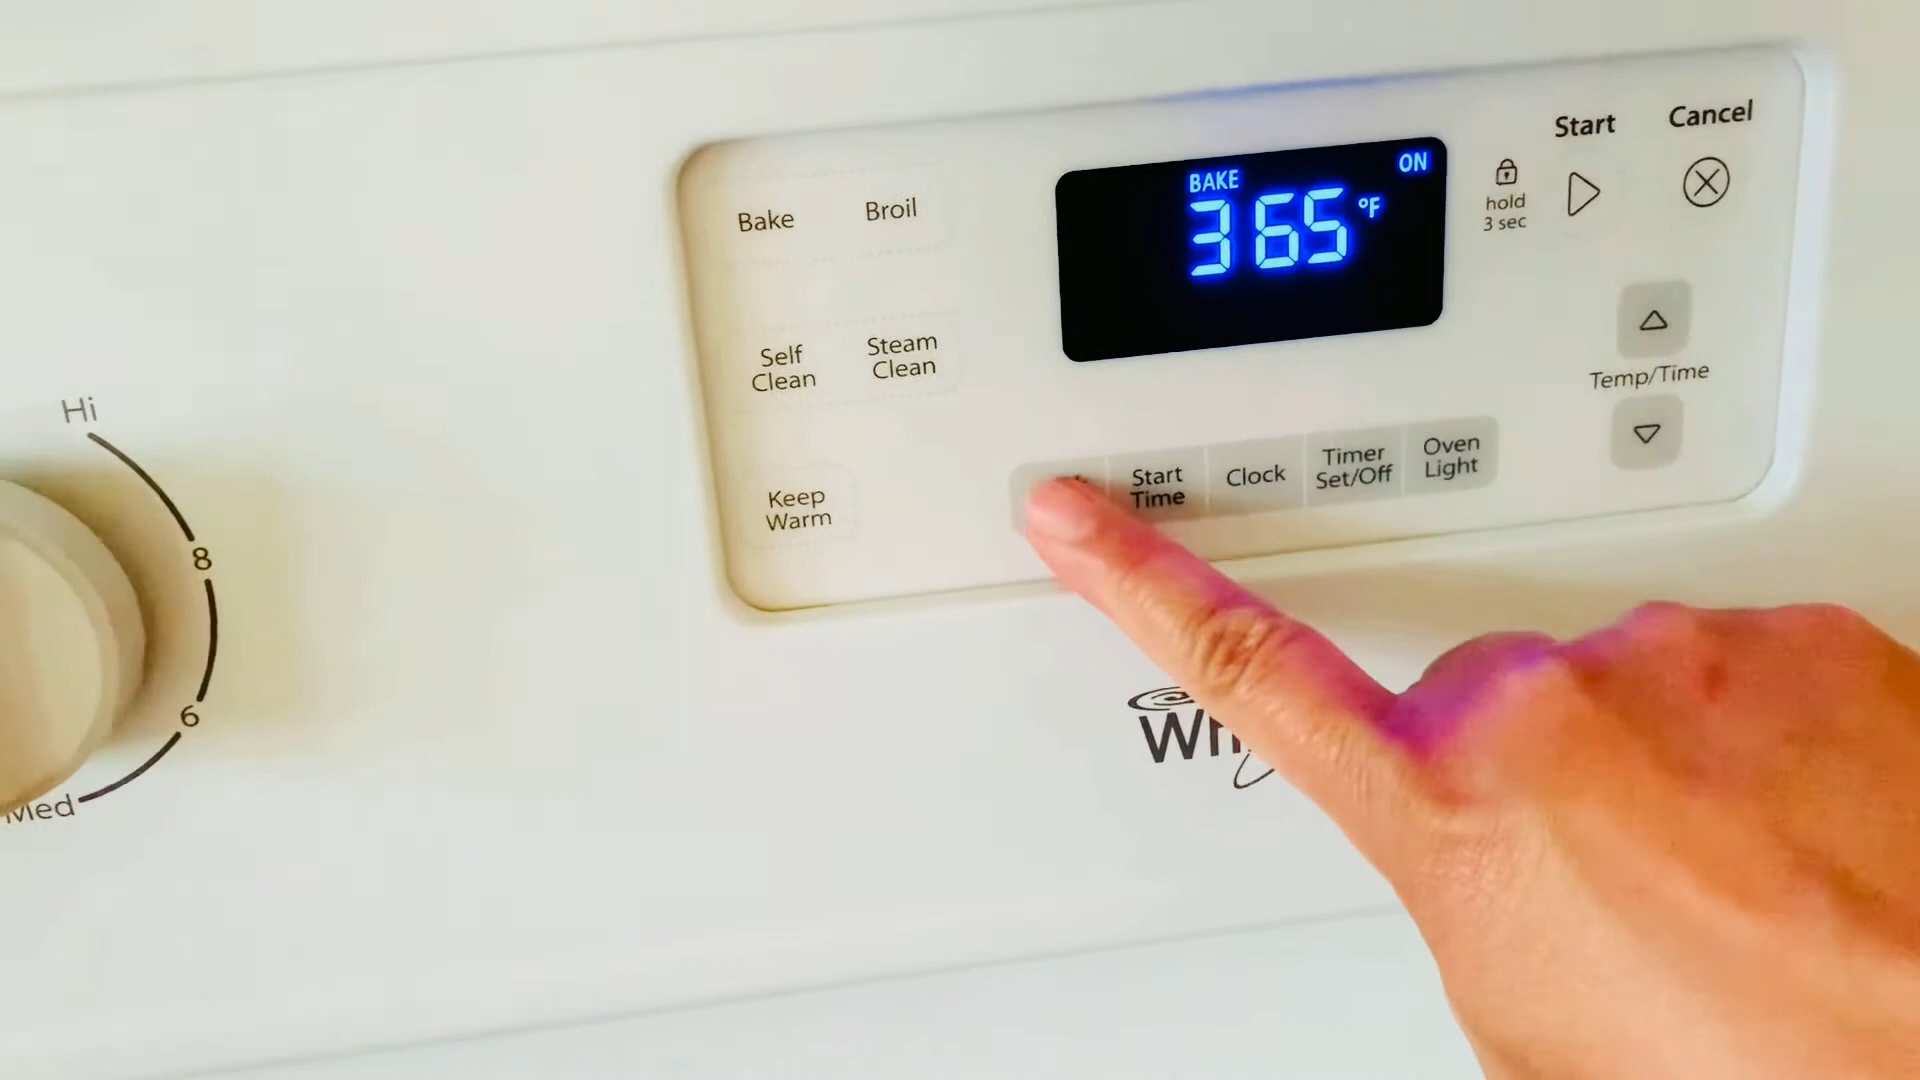 Start
Cancel
BAKE
ON
365 °F
hold
3 sec
Bake
Broil
Self
Clean
Steam
Clean
Temp/Time
Keep
Warm
Start
Time
Clock
Timer
Set/Off
Oven
Light
Hi
8
6
Med